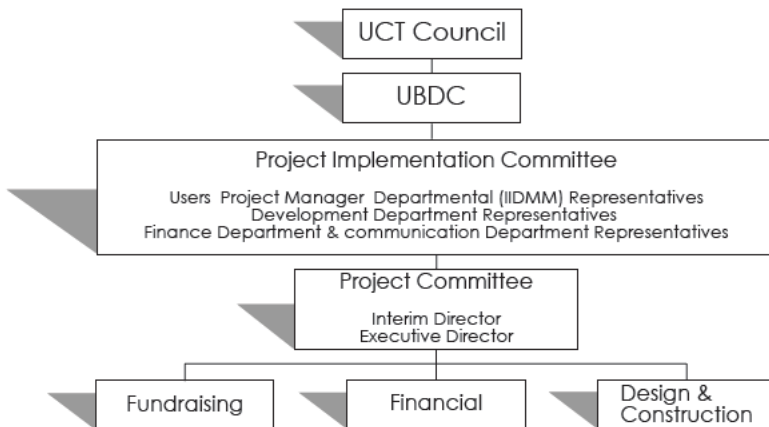 UCT Council
UBDC
Project Implementation Committee
Users Project Manager Departmental (IIDMM) Representatives
Development Department Representatives
Finance Department & communication Department Representatives
Project Committee
Interim Director
Executive Director
Fundraising
Financial
Design &
Construction